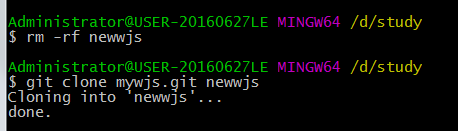 Administrator@USER-20160627LE MINGW64 /d/study
$ rm -rf newwjs
Administrator@USER-20160627LE MINGW64 /d/study
$ git clone mywjs.git newwjs
Cloning into 'newwjs'...
done.